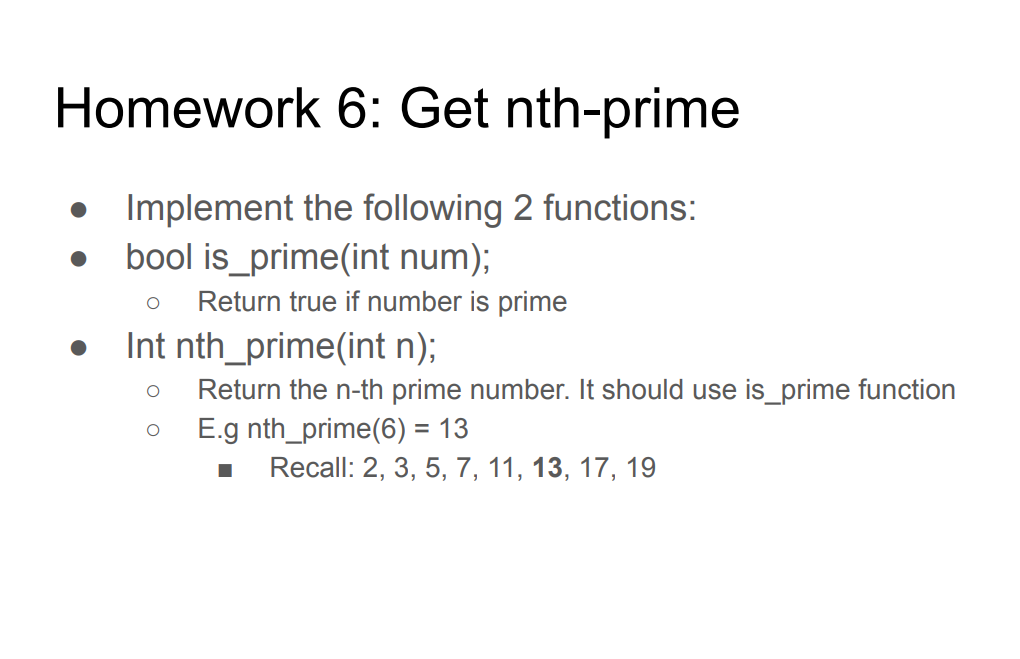 Homework 6: Get nth-prime
● Implement the following 2 functions:
● bool is_prime(int num);
○ Return true if number is prime
● Int nth_prime(int n);
○ Return the n-th prime number. It should use is_prime function
○ E.g nth_prime(6) = 13
■ Recall: 2, 3, 5, 7, 11, 13, 17, 19